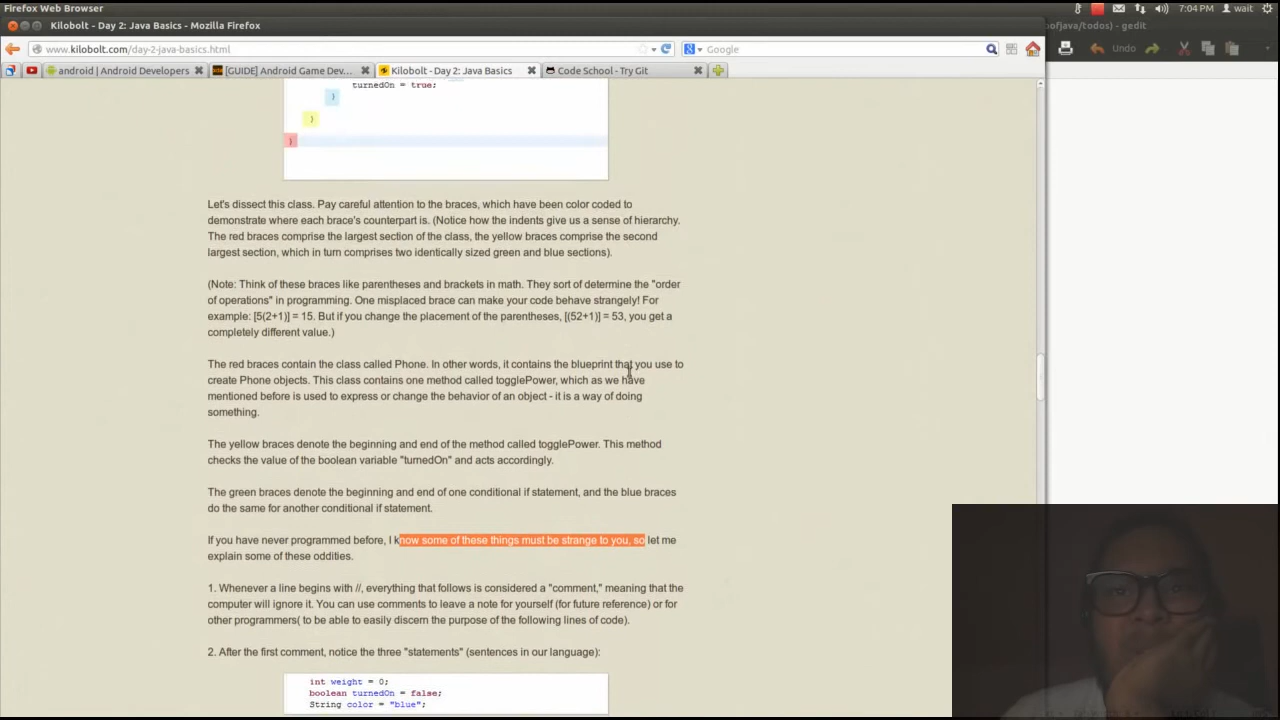 Firefox Web Browser
7:04 PM wait
Kilobolt - Day 2: Java Basics - Mozilla Firefox
ofjava/todos) - gedit
www.kilobolt.com/day-2-java-basics.html
Google
Undo
android | Android Developers
[GUIDE] Android Game Dev...
Kilobolt - Day 2: Java Basics
Code School - Try Git
turnedOn = true;
}
}
}
Let's dissect this class. Pay careful attention to the braces, which have been color coded to
demonstrate where each brace's counterpart is. (Notice how the indents give us a sense of hierarchy.
The red braces comprise the largest section of the class, the yellow braces comprise the second
largest section, which in turn comprises two identically sized green and blue sections).
(Note: Think of these braces like parentheses and brackets in math. They sort of determine the "order
of operations" in programming. One misplaced brace can make your code behave strangely! For
example: [5(2+1)] = 15. But if you change the placement of the parentheses, [(52+1)] = 53, you get a
completely different value.)
The red braces contain the class called Phone. In other words, it contains the blueprint that you use to
create Phone objects. This class contains one method called togglePower, which as we have
mentioned before is used to express or change the behavior of an object - it is a way of doing
something.
The yellow braces denote the beginning and end of the method called togglePower. This method
checks the value of the boolean variable "turnedOn" and acts accordingly.
The green braces denote the beginning and end of one conditional if statement, and the blue braces
do the same for another conditional if statement.
If you have never programmed before, I know some of these things must be strange to you, so let me
explain some of these oddities.
1. Whenever a line begins with //, everything that follows is considered a "comment," meaning that the
computer will ignore it. You can use comments to leave a note for yourself (for future reference) or for
other programmers( to be able to easily discern the purpose of the following lines of code).
2. After the first comment, notice the three "statements" (sentences in our language):
int weight = 0;
boolean turnedOn = false;
String color = "blue";